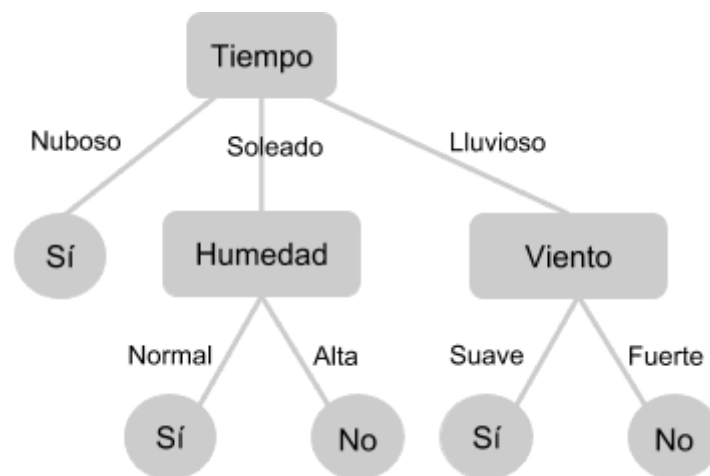 Tiempo
Nuboso
Soleado
Lluvioso
Sí
Humedad
Viento
Normal
Alta
Suave
Fuerte
Sí
No
Sí
No